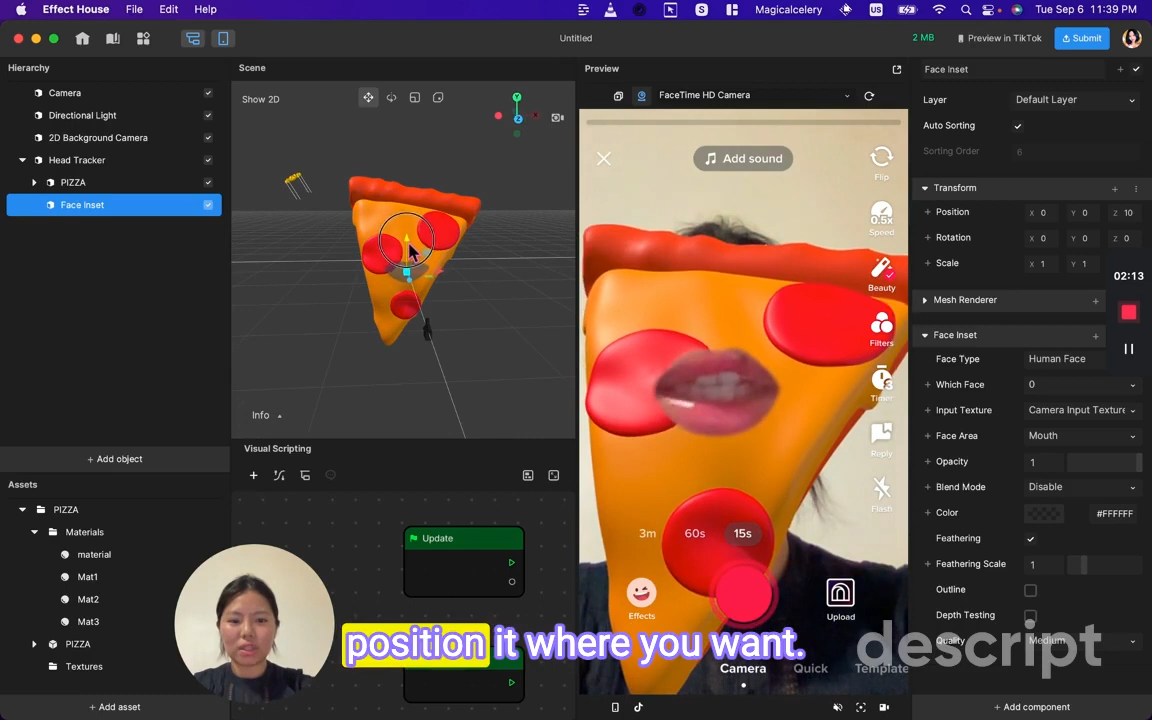 Effect House File Edit Help
Magicalcelery US Tue Sep 6 11:39 PM
Untitled
2 MB Preview in TikTok Submit
Hierarchy
Camera
Directional Light
2D Background Camera
Head Tracker
PIZZA
Face Inset
+ Add object
Assets
PIZZA
Materials
material
Mat1
Mat2
Mat3
PIZZA
Textures
+ Add asset
Scene
Show 2D
Y
X
Z
Info
Visual Scripting
Update
Preview
FaceTime HD Camera
Add sound
Flip
0.5x
Speed
Beauty
Filters
3
Timer
Reply
Flash
3m 60s 15s
Effects
Upload
Camera Quick Template
position it where you want.
descript
Face Inset
Layer Default Layer
Auto Sorting
Sorting Order 6
Transform
Position X 0 Y 0 Z 10
Rotation X 0 Y 0 Z 0
Scale X 1 Y 1
02:13
Mesh Renderer
Face Inset
Face Type Human Face
Which Face 0
Input Texture Camera Input Texture
Face Area Mouth
Opacity 1
Blend Mode Disable
Color #FFFFFF
Feathering
Feathering Scale 1
Outline
Depth Testing
Quality Medium
+ Add component